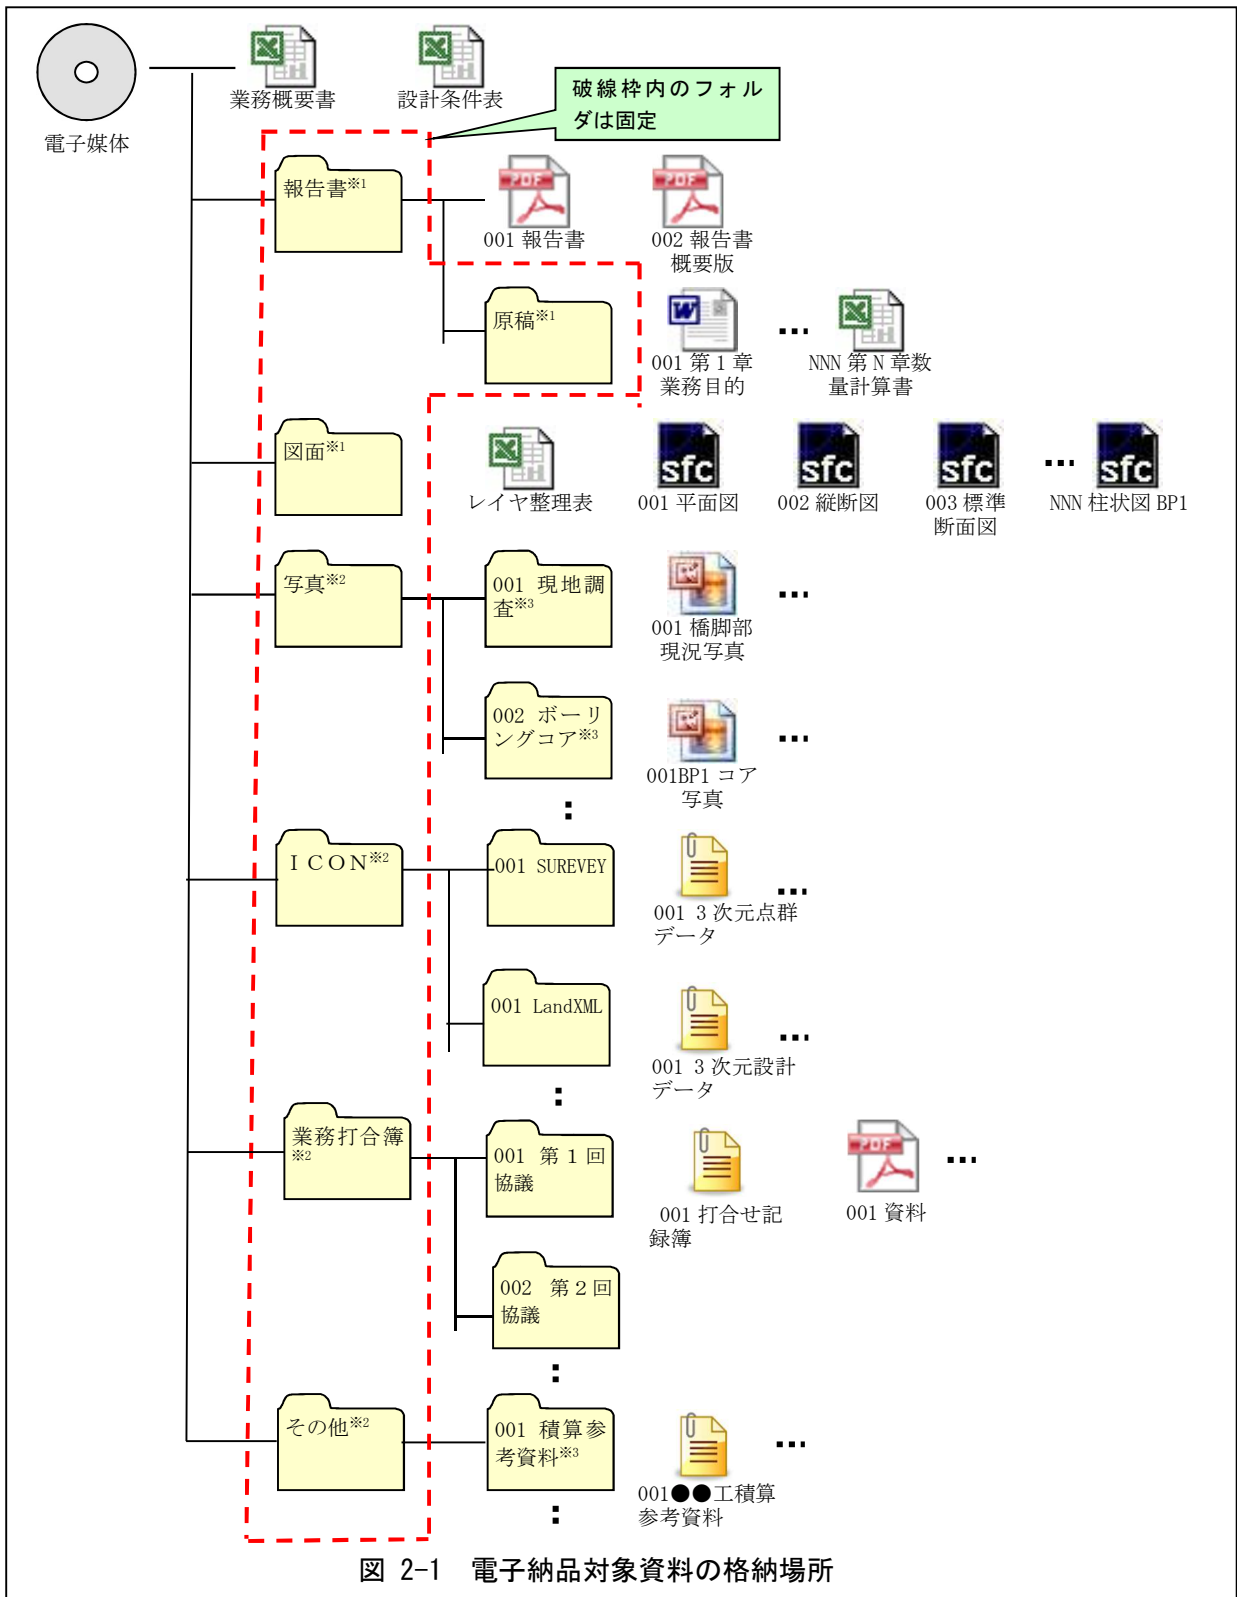 電子媒体
業務概要書
設計条件表
破線枠内のフォル
ダは固定
報告書※1
PDF
001 報告書
PDF
002 報告書
概要版
原稿※1
001 第 1 章
業務目的
…
NNN 第 N 章数
量計算書
図面※1
レイヤ整理表
sfc
001 平面図
sfc
002 縦断図
sfc
003 標準
断面図
…
sfc
NNN 柱状図 BP1
写真※2
001 現地調
査※3
001 橋脚部
現況写真
…
002 ボーリ
ングコア※3
001BP1 コア
写真
…
:
ＩＣＯＮ※2
001 SUREVEY
001 3 次元点群
データ
…
001 LandXML
001 3 次元設計
データ
…
:
業務打合簿
※2
001 第１回
協議
001 打合せ記
録簿
PDF
001 資料
…
002 第２回
協議
:
その他※2
001 積算参
考資料※3
001●●工積算
参考資料
…
:
図 2-1 電子納品対象資料の格納場所